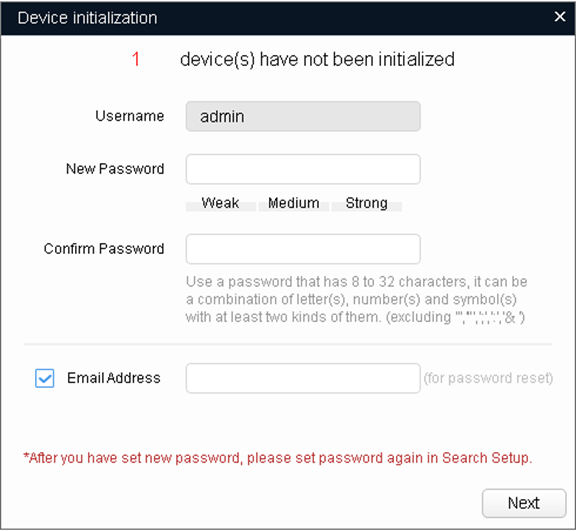 Device initialization
1 device(s) have not been initialized
Username admin
New Password
Weak Medium Strong
Confirm Password
Use a password that has 8 to 32 characters, it can be
a combination of letter(s), number(s) and symbol(s)
with at least two kinds of them. (excluding
Email Address (for password reset)
*After you have set new password, please set password again in Search Setup.
Next